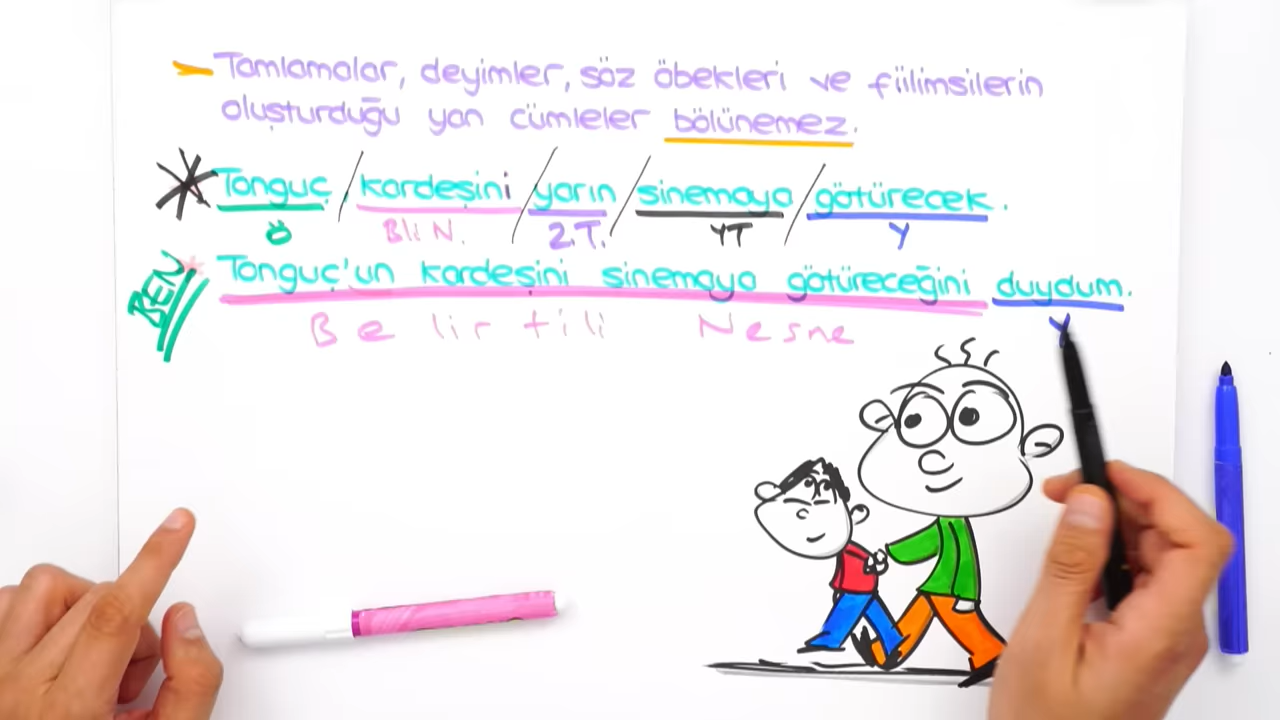 Tamlamalar, deyimler, söz öbekleri ve fiilimsilerin
oluşturduğu yan cümleler bölünemez.
Tonguç / kardeşini / yarın / sinemaya / götürecek.
Ö Bli N. Z.T. YT Y
BEN
Tonguç'un kardeşini sinemaya götüreceğini duydum.
Belirtili Nesne Y